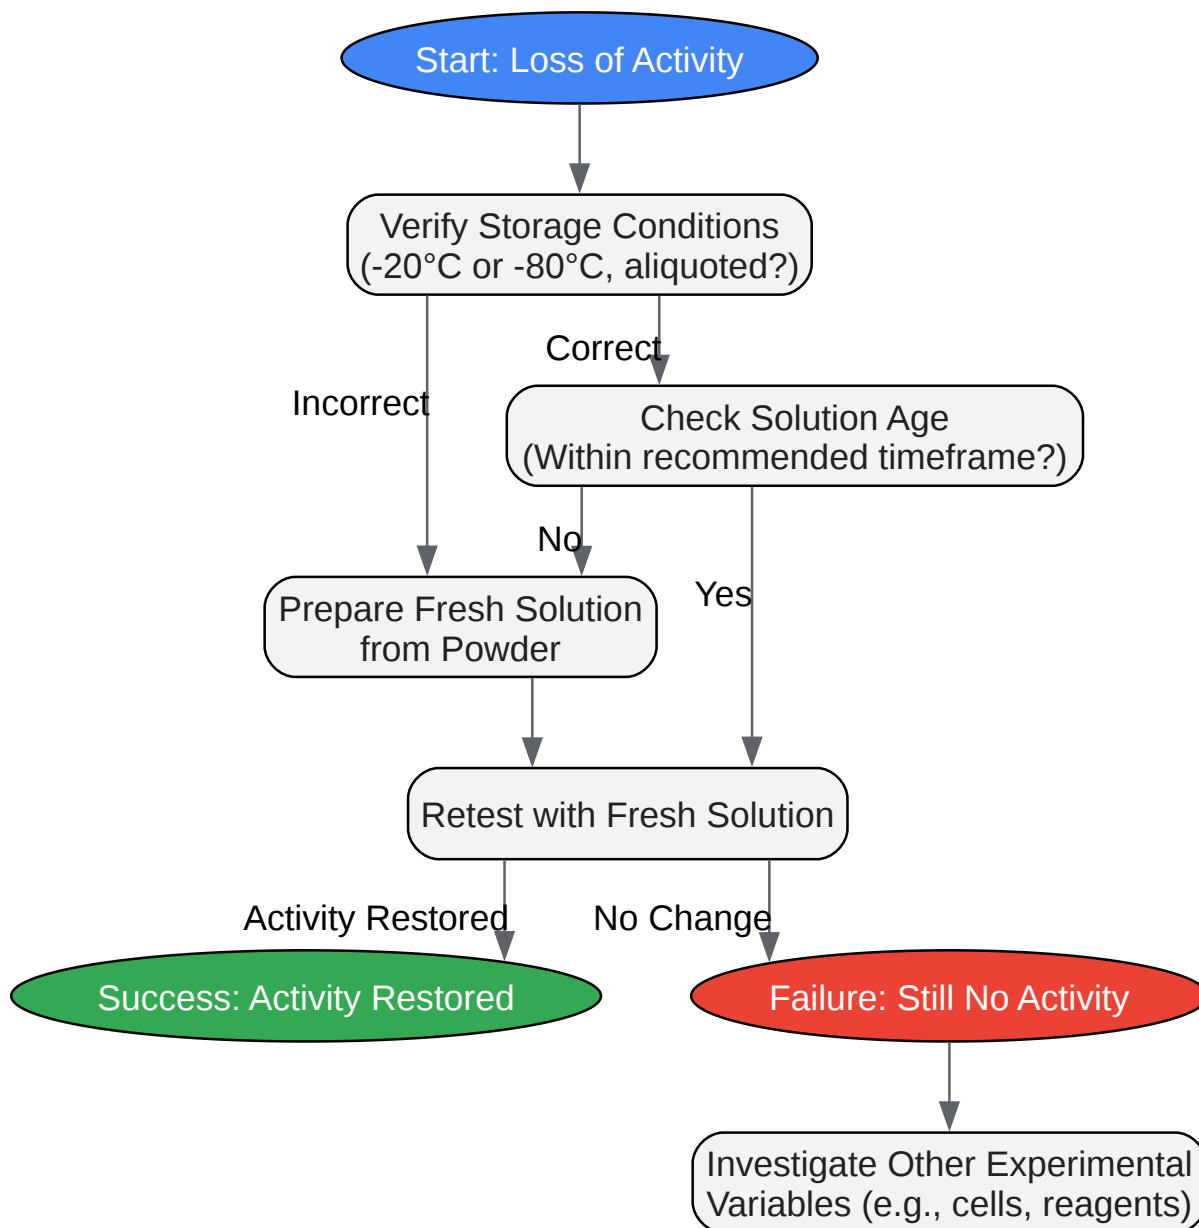 Start: Loss of Activity
Verify Storage Conditions
(-20°C or -80°C, aliquoted?)
Correct
Incorrect
Check Solution Age
(Within recommended timeframe?)
No
Yes
Prepare Fresh Solution
from Powder
Retest with Fresh Solution
Activity Restored
No Change
Success: Activity Restored
Failure: Still No Activity
Investigate Other Experimental
Variables (e.g., cells, reagents)